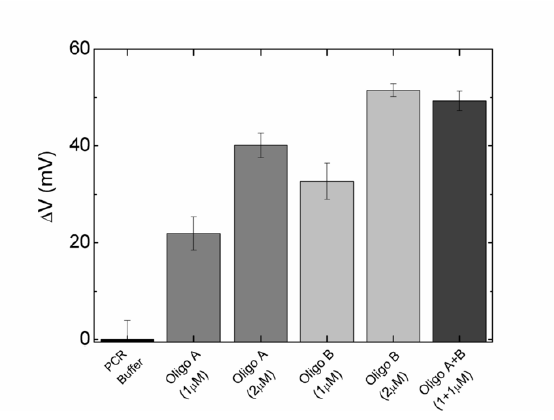 60
40
20
0
ΔV (mV)
PCR
Buffer
Oligo A
(1μM)
Oligo A
(2μM)
Oligo B
(1μM)
Oligo B
(2μM)
Oligo A+B
(1+1μM)